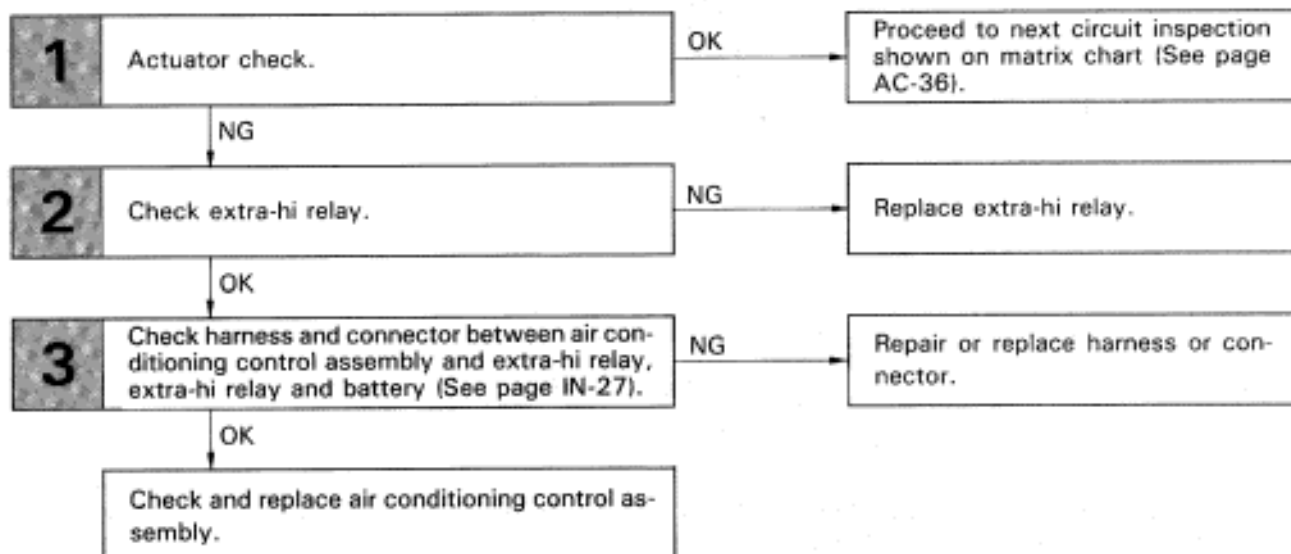 1
Actuator check.
OK
Proceed to next circuit inspection
shown on matrix chart (See page
AC-36).
NG
2
Check extra-hi relay.
NG
Replace extra-hi relay.
OK
3
Check harness and connector between air con-
ditioning control assembly and extra-hi relay,
extra-hi relay and battery (See page IN-27).
NG
Repair or replace harness or con-
nector.
OK
Check and replace air conditioning control as-
sembly.